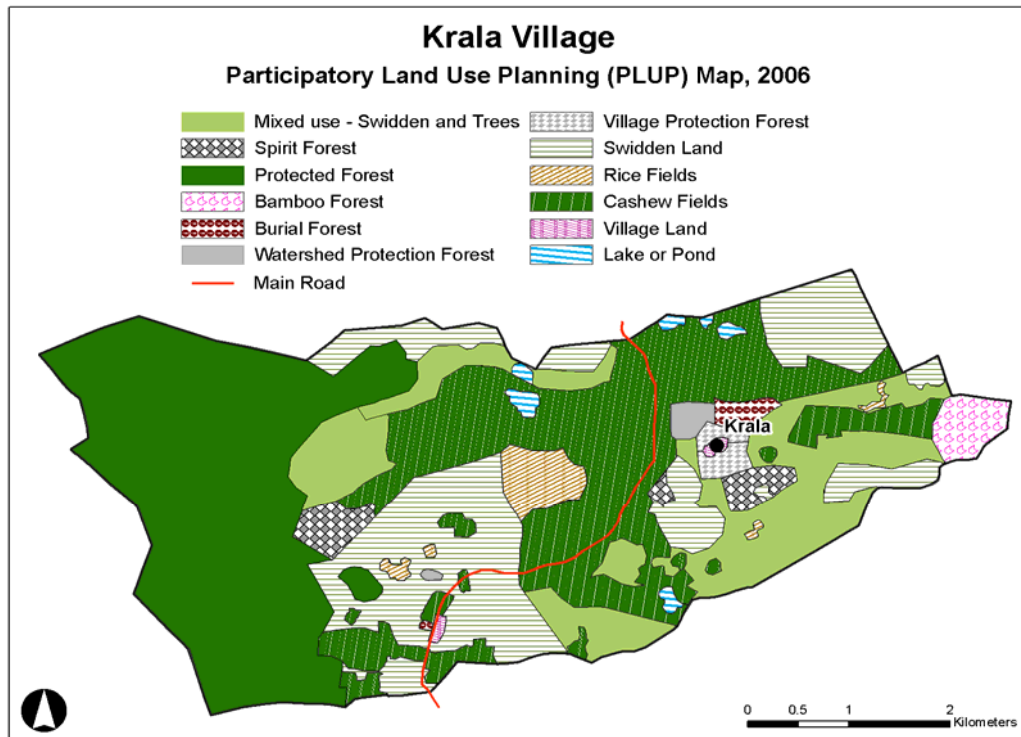 Krala Village
Participatory Land Use Planning (PLUP) Map, 2006
Mixed use - Swidden and Trees
Spirit Forest
Protected Forest
Bamboo Forest
Burial Forest
Watershed Protection Forest
Main Road
Village Protection Forest
Swidden Land
Rice Fields
Cashew Fields
Village Land
Lake or Pond
Krala
0 0.5 1 2
Kilometers